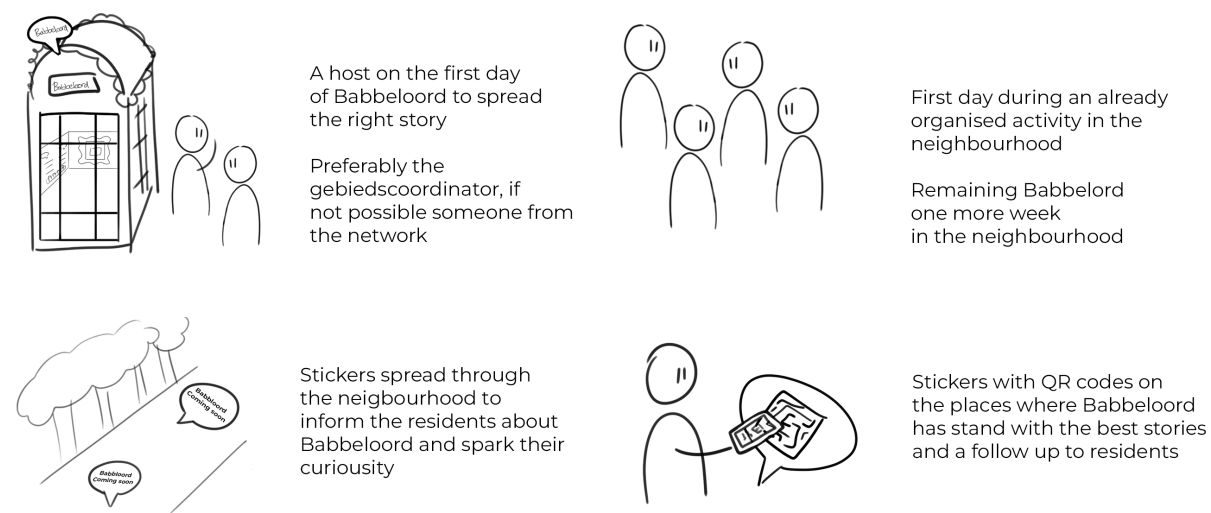 Babbeloord
Babbeloord
A host on the first day
of Babbeloord to spread
the right story
Preferably the
gebiedscoordinator, if
not possible someone from
the network
First day during an already
organised activity in the
neighbourhood
Remaining Babbelord
one more week
in the neighbourhood
Babbloord
Coming soon
Babbloord
Coming soon
Stickers spread through
the neigbourhood to
inform the residents about
Babbeloord and spark their
curiousity
Stickers with QR codes on
the places where Babbeloord
has stand with the best stories
and a follow up to residents